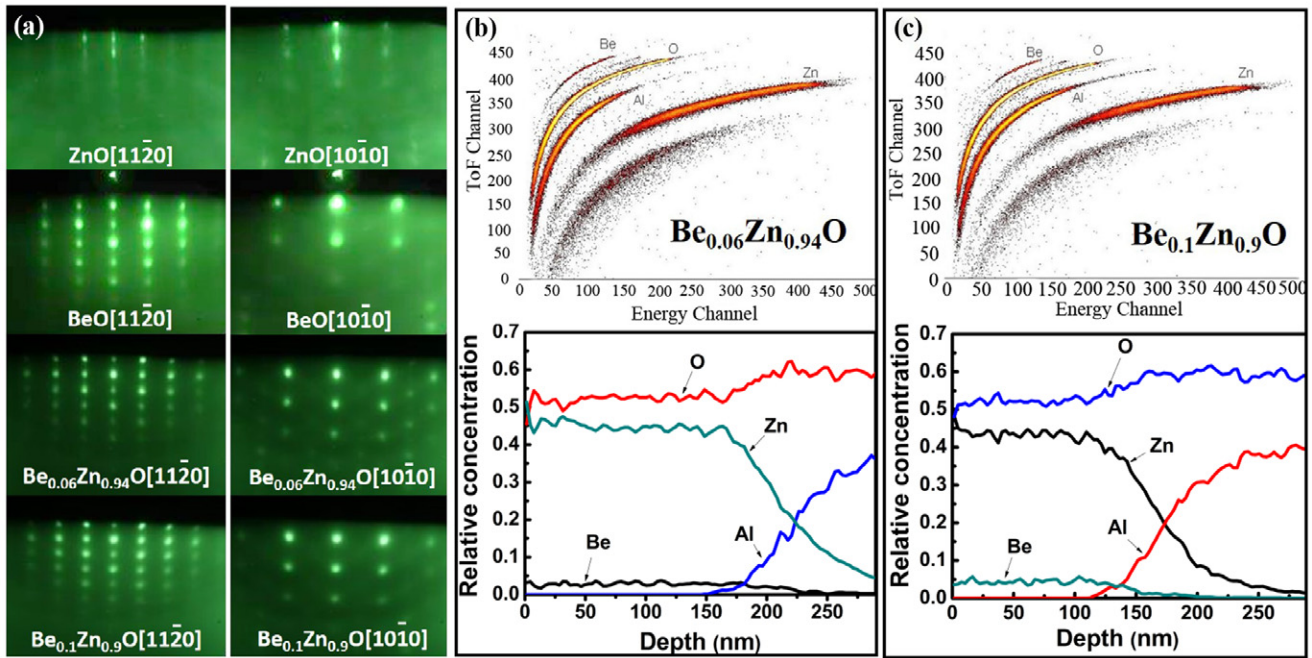 (a)
ZnO[112̅0]
ZnO[101̅0]
BeO[112̅0]
BeO[101̅0]
Be₀.₀₆Zn₀.₉₄O[112̅0]
Be₀.₀₆Zn₀.₉₄O[101̅0]
Be₀.₁Zn₀.₉O[112̅0]
Be₀.₁Zn₀.₉O[101̅0]
(b)
ToF Channel
450
400
350
300
250
200
150
100
50
0
Be
O
Al
Zn
Be₀.₀₆Zn₀.₉₄O
0 50 100 150 200 250 300 350 400 450 500
Energy Channel
Relative concentration
0.7
0.6
0.5
0.4
0.3
0.2
0.1
0.0
O
Zn
Be
Al
0 50 100 150 200 250
Depth (nm)
(c)
ToF Channel
450
400
350
300
250
200
150
100
50
0
Be
O
Al
Zn
Be₀.₁Zn₀.₉O
0 50 100 150 200 250 300 350 400 450 500
Energy Channel
Relative concentration
0.7
0.6
0.5
0.4
0.3
0.2
0.1
0.0
O
Zn
Al
Be
0 50 100 150 200 250
Depth (nm)